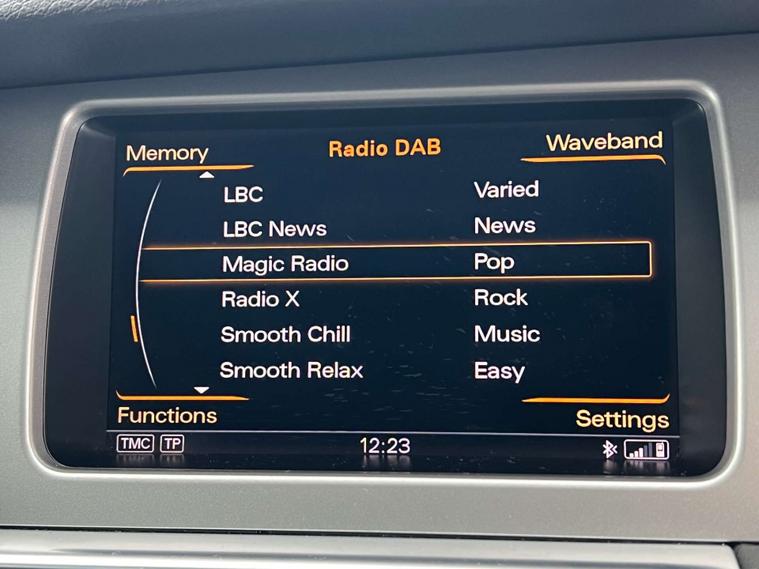 Memory Radio DAB Waveband
LBC Varied
LBC News News
Magic Radio Pop
Radio X Rock
Smooth Chill Music
Smooth Relax Easy
Functions Settings
TMC TP 12:23